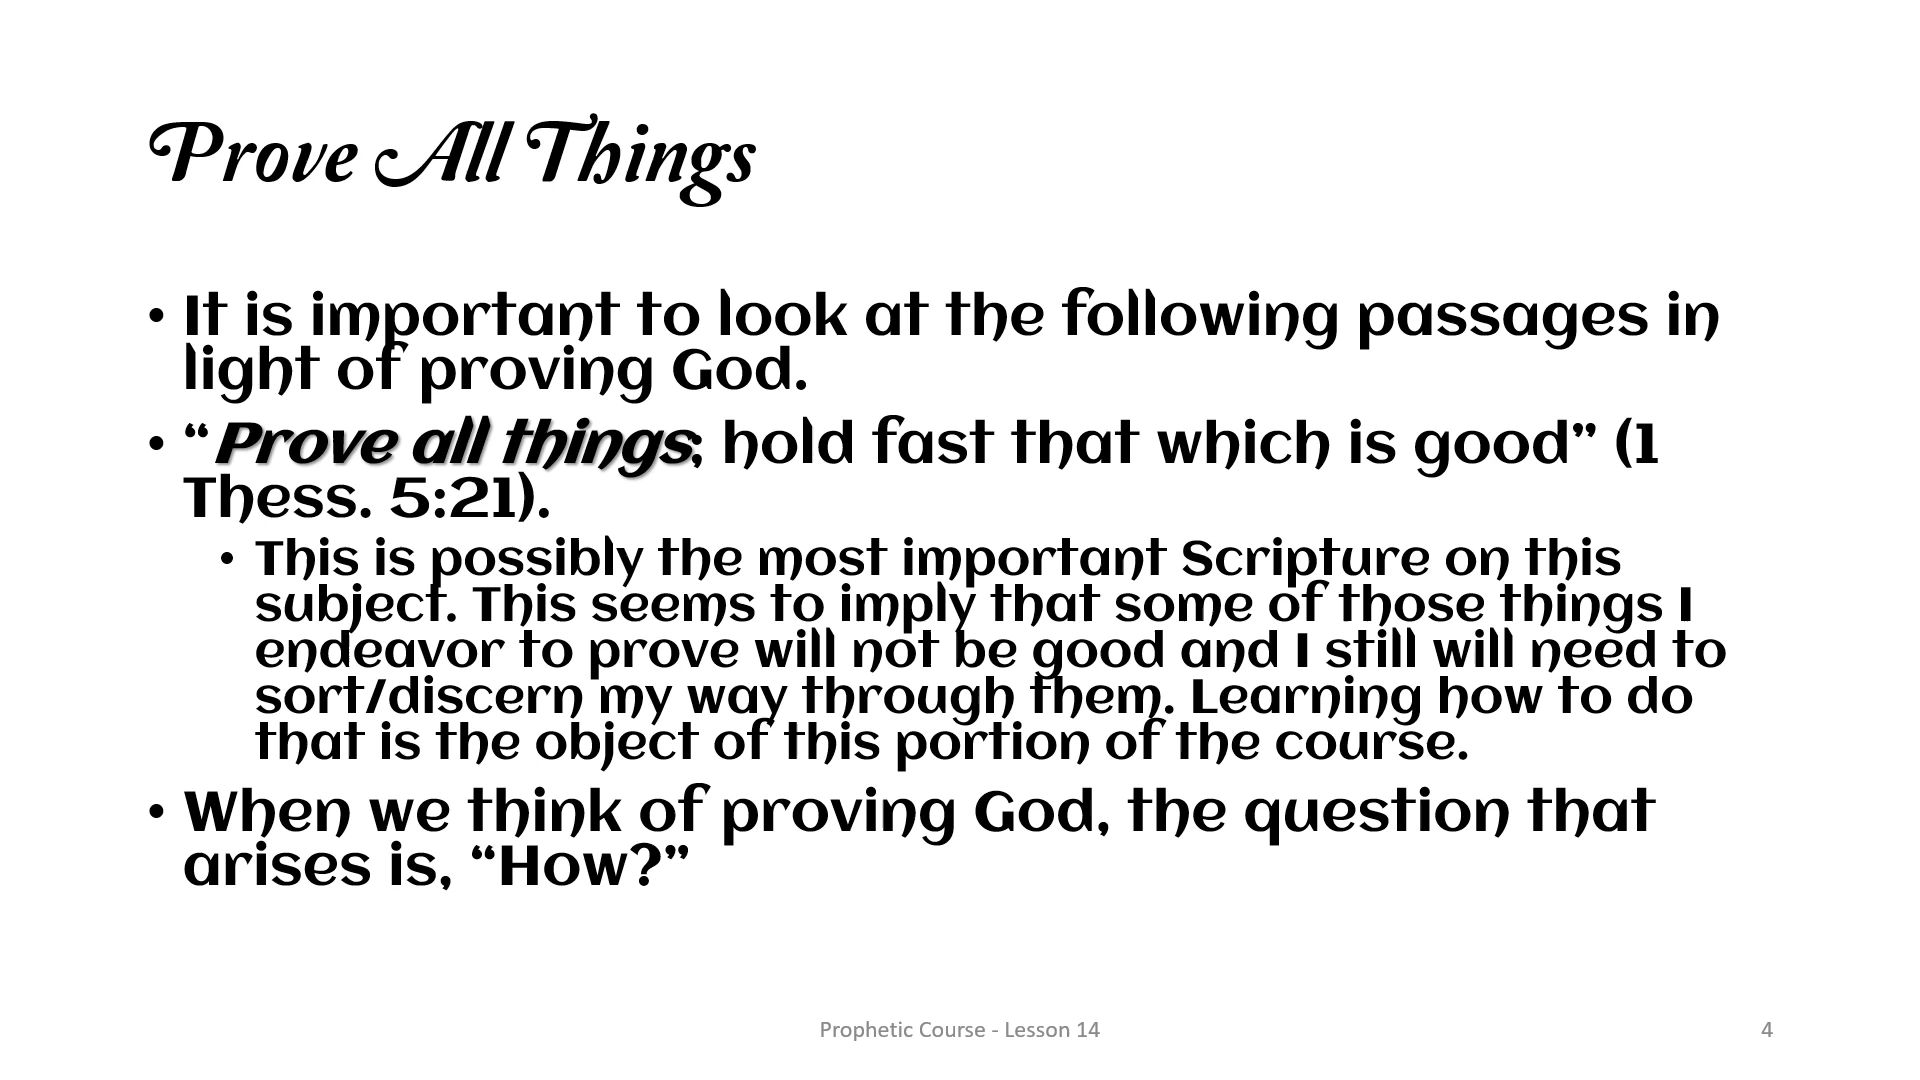 Prove All Things
• It is important to look at the following passages in
light of proving God.
• “Prove all things; hold fast that which is good” (1
Thess. 5:21).
• This is possibly the most important Scripture on this
subject. This seems to imply that some of those things I
endeavor to prove will not be good and I still will need to
sort/discern my way through them. Learning how to do
that is the object of this portion of the course.
• When we think of proving God, the question that
arises is, “How?”
Prophetic Course - Lesson 14
4